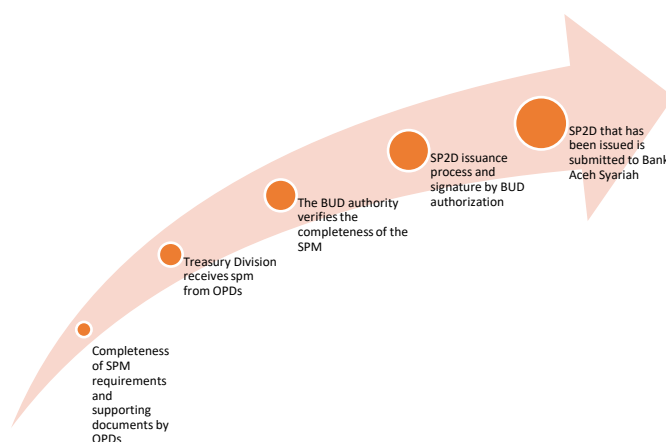 Completeness
of SPM
requirements
and
supporting
documents by
OPDs
Treasury Division
receives spm
from OPDs
The BUD authority
verifies the
completeness of the
SPM
SP2D issuance
process and
signature by BUD
authorization
SP2D that has
been issued is
submitted to Bank
Aceh Syariah